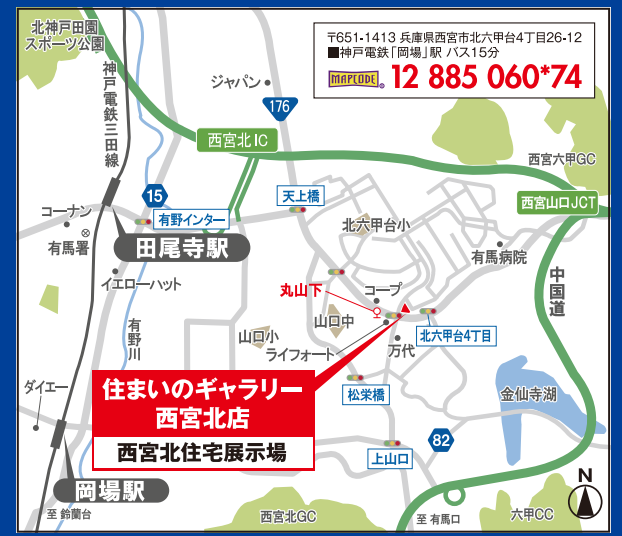 北神戸田園
スポーツ公園
〒651-1413 兵庫県西宮市北六甲台4丁目26-12
■神戸電鉄「岡場」駅 バス15分
MAPCODE 12 885 060*74
神戸電鉄三田線
ジャパン
176
西宮北IC
西宮六甲GC
15
天上橋
西宮山口JCT
コーナン
有野インター
北六甲台小
有馬署
田尾寺駅
有馬病院
イエローハット
丸山下
コープ
中国道
有野川
山口中
山口小
北六甲台4丁目
ライフォート
万代
住まいのギャラリー
西宮北店
西宮北住宅展示場
ダイエー
松栄橋
金仙寺湖
82
上山口
岡場駅
N
至 鈴蘭台
西宮北GC
至 有馬口
六甲CC